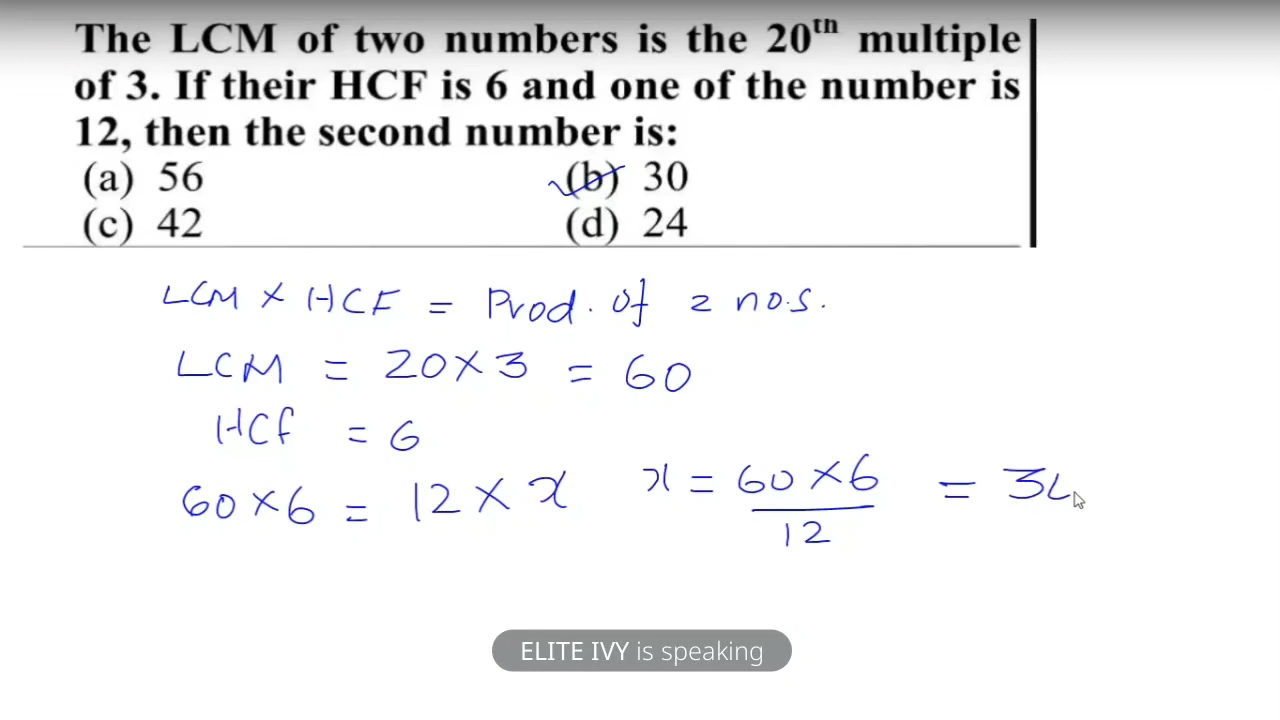 The LCM of two numbers is the 20th multiple
of 3. If their HCF is 6 and one of the number is
12, then the second number is:
(a) 56 (b) 30
(c) 42 (d) 24
LCM × HCF = Prod. of 2 nos.
LCM = 20 × 3 = 60
HCf = 6
60 × 6 = 12 × x x = 60 × 6 / 12 =
ELITE IVY is speaking